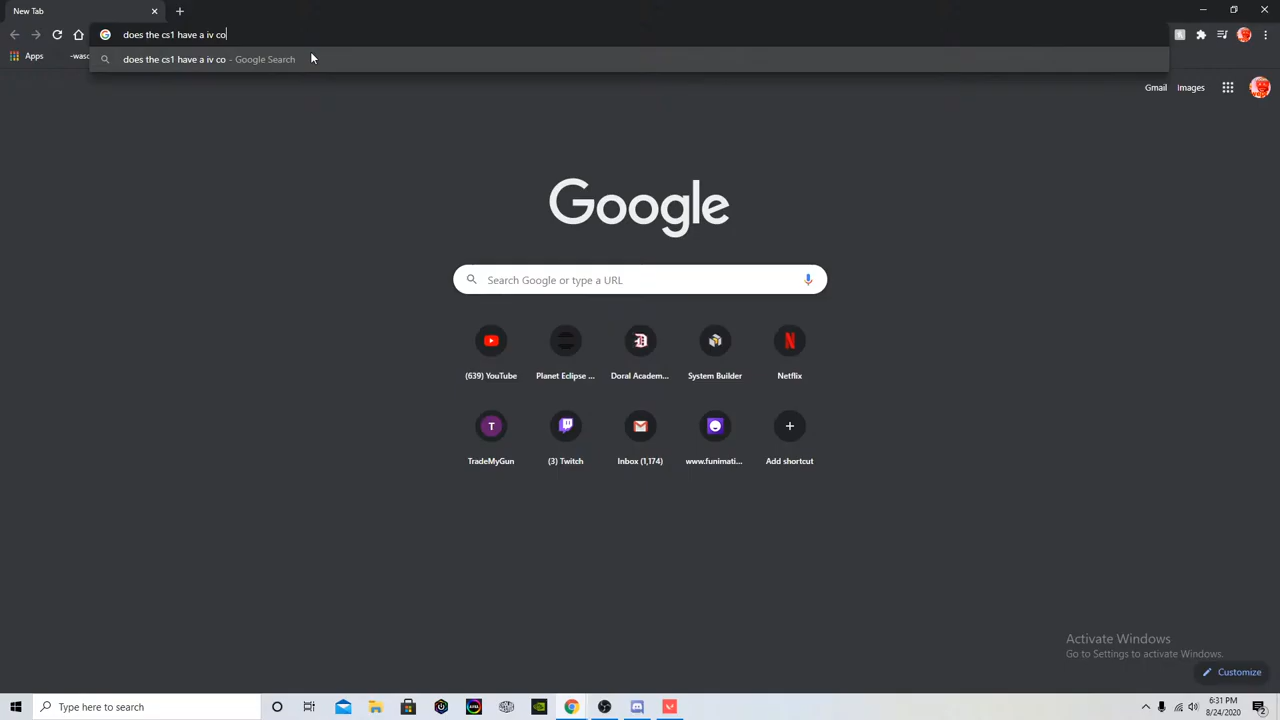 New Tab
does the cs1 have a iv co
Apps
-wasc
does the cs1 have a iv co - Google Search
Gmail Images
Google
Search Google or type a URL
(639) YouTube
Planet Eclipse ...
Doral Academ...
System Builder
Netflix
T
TradeMyGun
(3) Twitch
Inbox (1,174)
www.funimati...
Add shortcut
Activate Windows
Go to Settings to activate Windows.
Customize
Type here to search
6:31 PM
8/24/2020